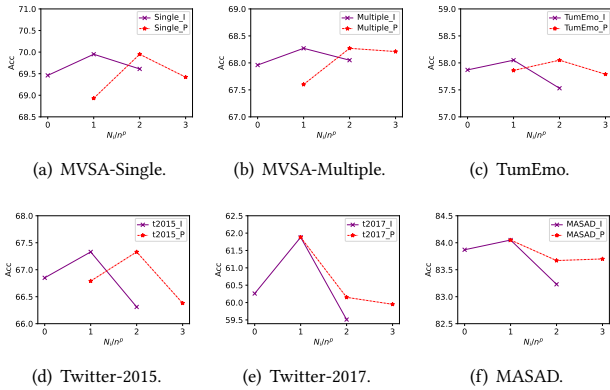 71.0
70.5
70.0
69.5
69.0
68.5
Acc
0 1 2 3
N_i/n^p
Single_I
Single_P
(a) MVSA-Single.
69.0
68.5
68.0
67.5
67.0
Acc
0 1 2 3
N_i/n^p
Multiple_I
Multiple_P
(b) MVSA-Multiple.
59.0
58.5
58.0
57.5
57.0
Acc
0 1 2 3
N_i/n^p
TumEmo_I
TumEmo_P
(c) TumEmo.
68.0
67.5
67.0
66.5
66.0
Acc
0 1 2 3
N_i/n^p
t2015_I
t2015_P
(d) Twitter-2015.
62.5
62.0
61.5
61.0
60.5
60.0
59.5
Acc
0 1 2 3
N_i/n^p
t2017_I
t2017_P
(e) Twitter-2017.
84.5
84.0
83.5
83.0
82.5
Acc
0 1 2 3
N_i/n^p
MASAD_I
MASAD_P
(f) MASAD.